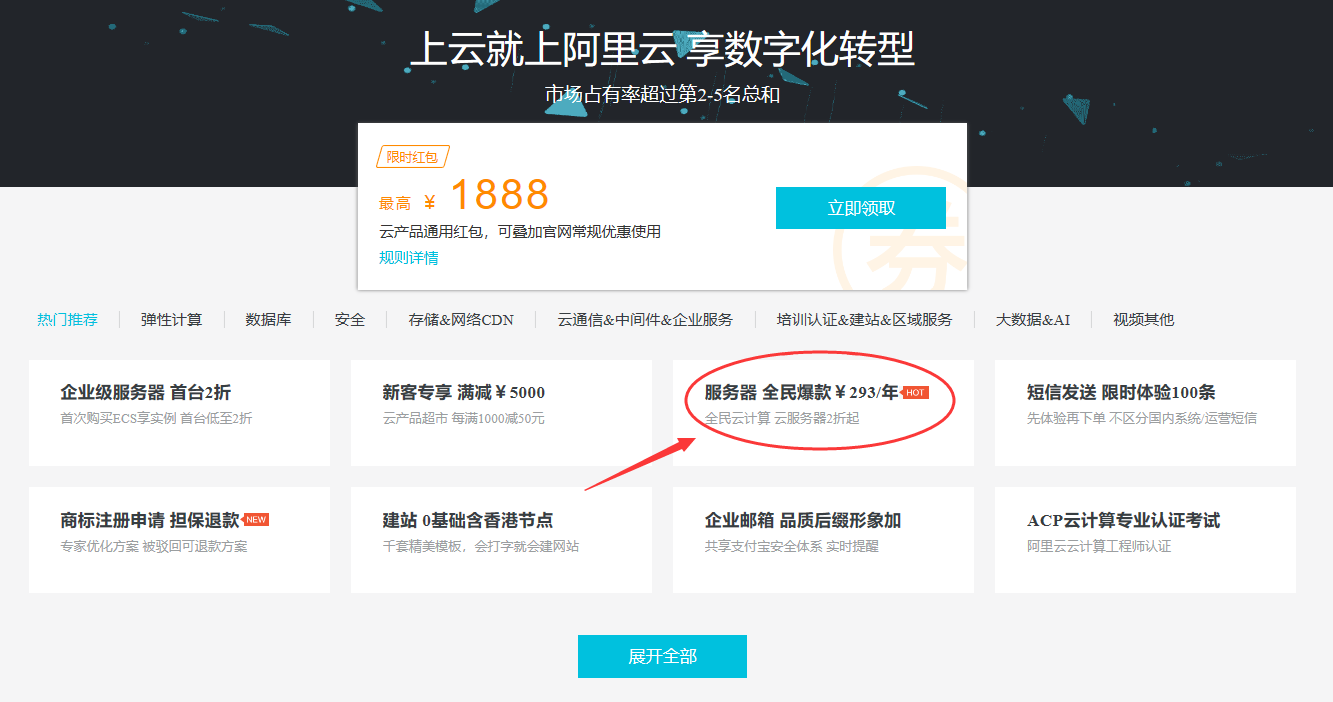 上云就上阿里云 享数字化转型
市场占有率超过第2-5名总和
限时红包
最高 ¥ 1888
云产品通用红包，可叠加官网常规优惠使用
规则详情
立即领取
券
热门推荐 弹性计算 数据库 安全 存储&网络CDN 云通信&中间件&企业服务 培训认证&建站&区域服务 大数据&AI 视频其他
企业级服务器 首台2折
首次购买ECS享实例 首台低至2折
新客专享 满减￥5000
云产品超市 每满1000减50元
服务器 全民爆款￥293/年 HOT
全民云计算 云服务器2折起
短信发送 限时体验100条
先体验再下单 不区分国内系统/运营短信
商标注册申请 担保退款 NEW
专家优化方案 被驳回可退款方案
建站 0基础含香港节点
千套精美模板，会打字就会建网站
企业邮箱 品质后缀形象加
共享支付宝安全体系 实时提醒
ACP云计算专业认证考试
阿里云云计算工程师认证
展开全部